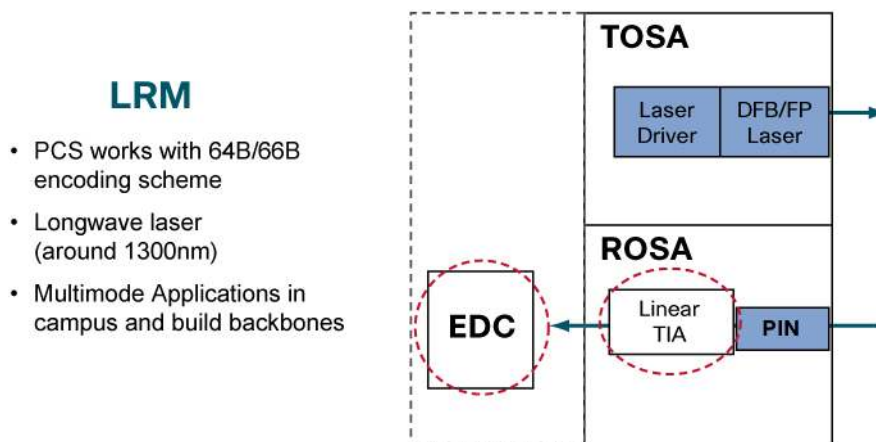 LRM
• PCS works with 64B/66B
encoding scheme
• Longwave laser
(around 1300nm)
• Multimode Applications in
campus and build backbones
TOSA
Laser
Driver
DFB/FP
Laser
ROSA
EDC
Linear
TIA
PIN